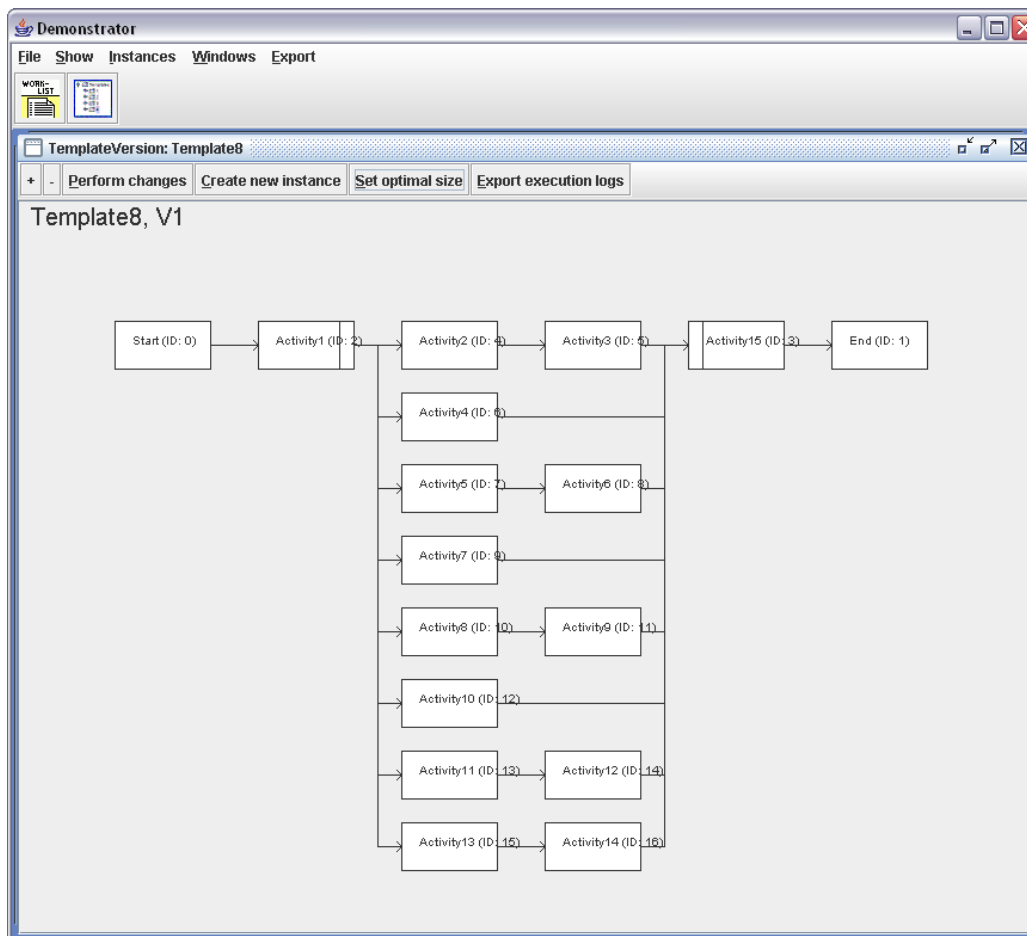 Demonstrator
File Show Instances Windows Export
WORK-
LIST
TemplateVersion: Template8
+ - Perform changes Create new instance Set optimal size Export execution logs
Template8, V1
Start (ID: 0) Activity1 (ID: 2) Activity2 (ID: 4) Activity3 (ID: 5) Activity15 (ID: 3) End (ID: 1)
Activity4 (ID: 6)
Activity5 (ID: 7) Activity6 (ID: 8)
Activity7 (ID: 9)
Activity8 (ID: 10) Activity9 (ID: 11)
Activity10 (ID: 12)
Activity11 (ID: 13) Activity12 (ID: 14)
Activity13 (ID: 15) Activity14 (ID: 16)